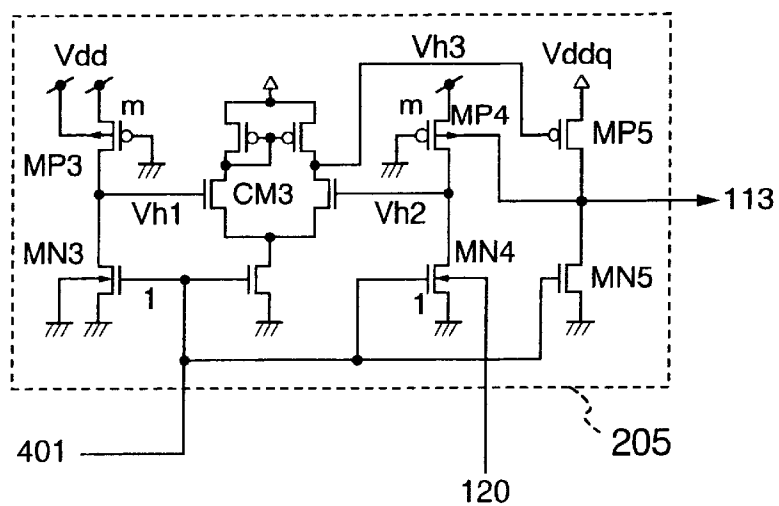 Vh3
Vdd
Vddq
m
m
MP4
MP5
MP3
CM3
Vh1
Vh2
113
MN3
MN4
MN5
1
1
401
205
120